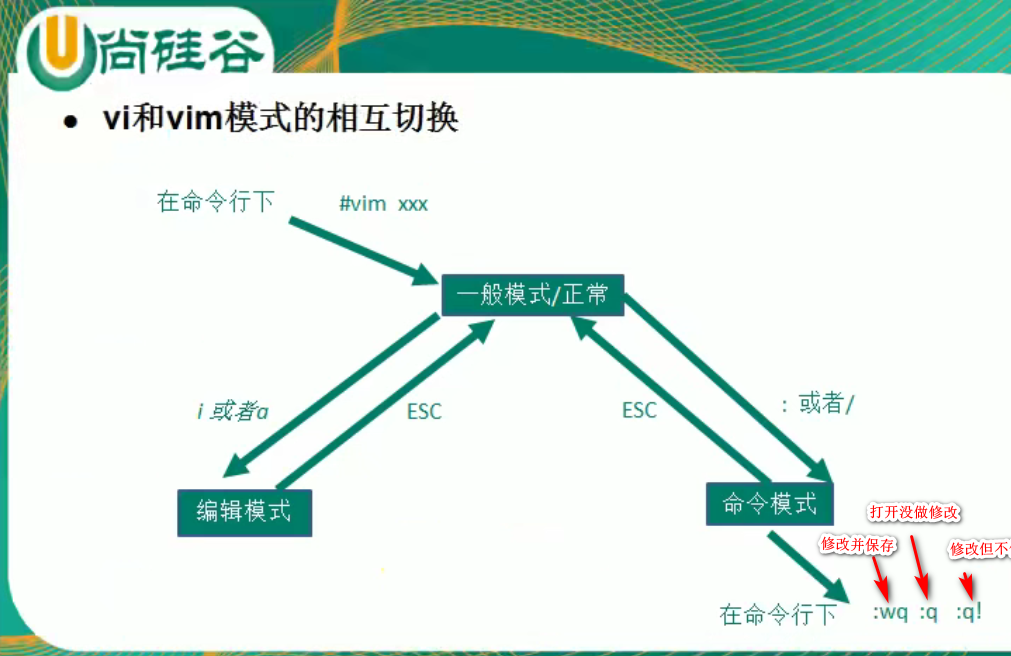 尚硅谷
● vi和vim模式的相互切换
在命令行下 #vim xxx
一般模式/正常
i 或者a
ESC
ESC
: 或者/
编辑模式
命令模式
打开没做修改
修改并保存
修改但不
在命令行下 :wq :q :q!